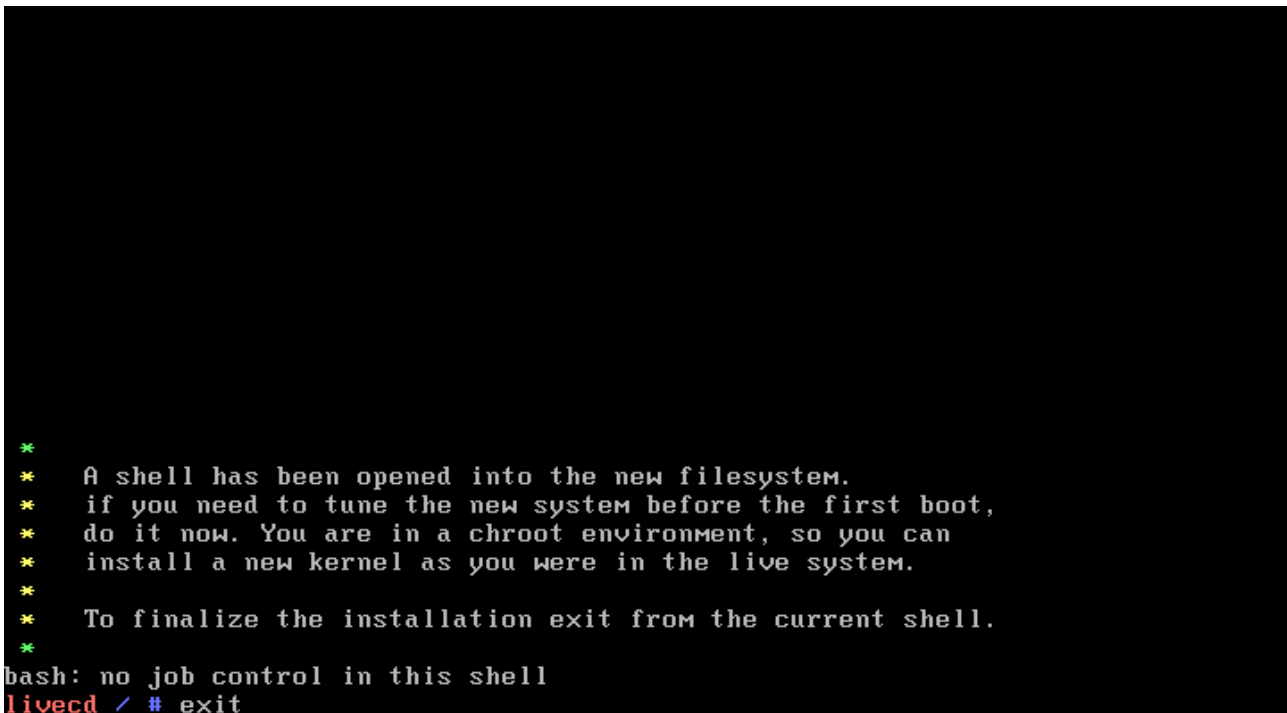 *
*   A shell has been opened into the new filesystem.
*   if you need to tune the new system before the first boot,
*   do it now. You are in a chroot environment, so you can
*   install a new kernel as you were in the live system.
*
*   To finalize the installation exit from the current shell.
*
bash: no job control in this shell
livecd / # exit